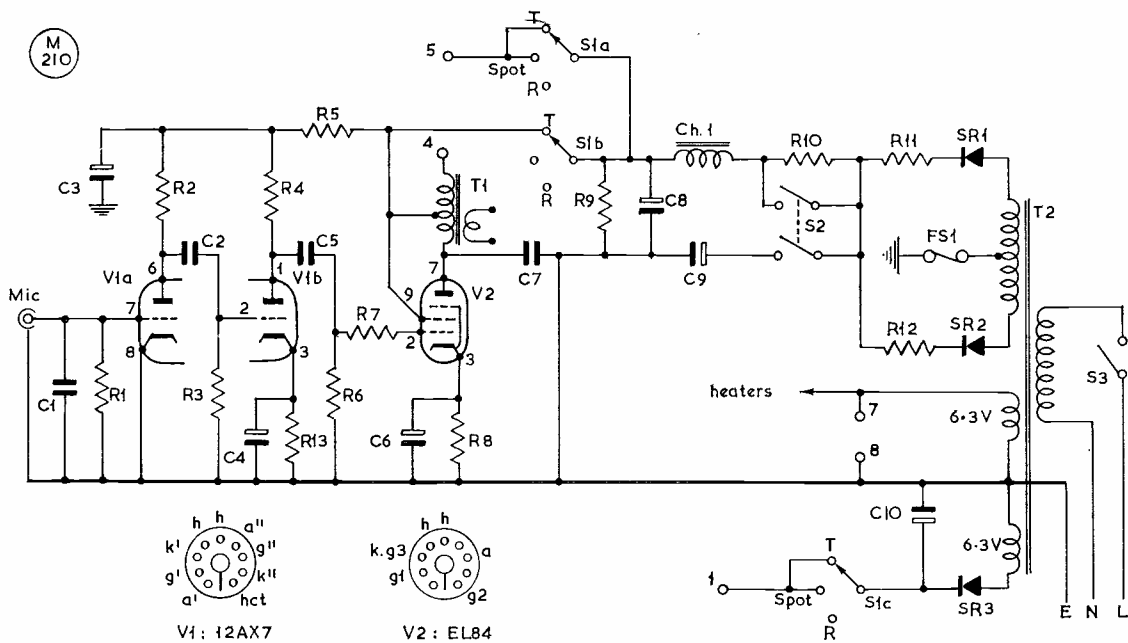 M
210
T
5
S1a
Spot
R
R5
T
S1b
R
4
Ch.1
R10
R11
SR1
C3
R2
R4
T1
R9
C8
S2
T2
FS1
C2
C5
6
V1a
1
V1b
7
C7
C9
V2
Mic
7
2
9
R7
2
8
3
3
R12
SR2
C1
R1
R3
R6
S3
heaters
7
6·3V
C4
R13
C6
R8
8
C10
h
h
a"
k'
g"
g'
k"
a'
hct
V1: 12AX7
h
h
k.g3
a
g1
g2
V2: EL84
T
6·3V
1
Spot
S1c
R
SR3
E N L